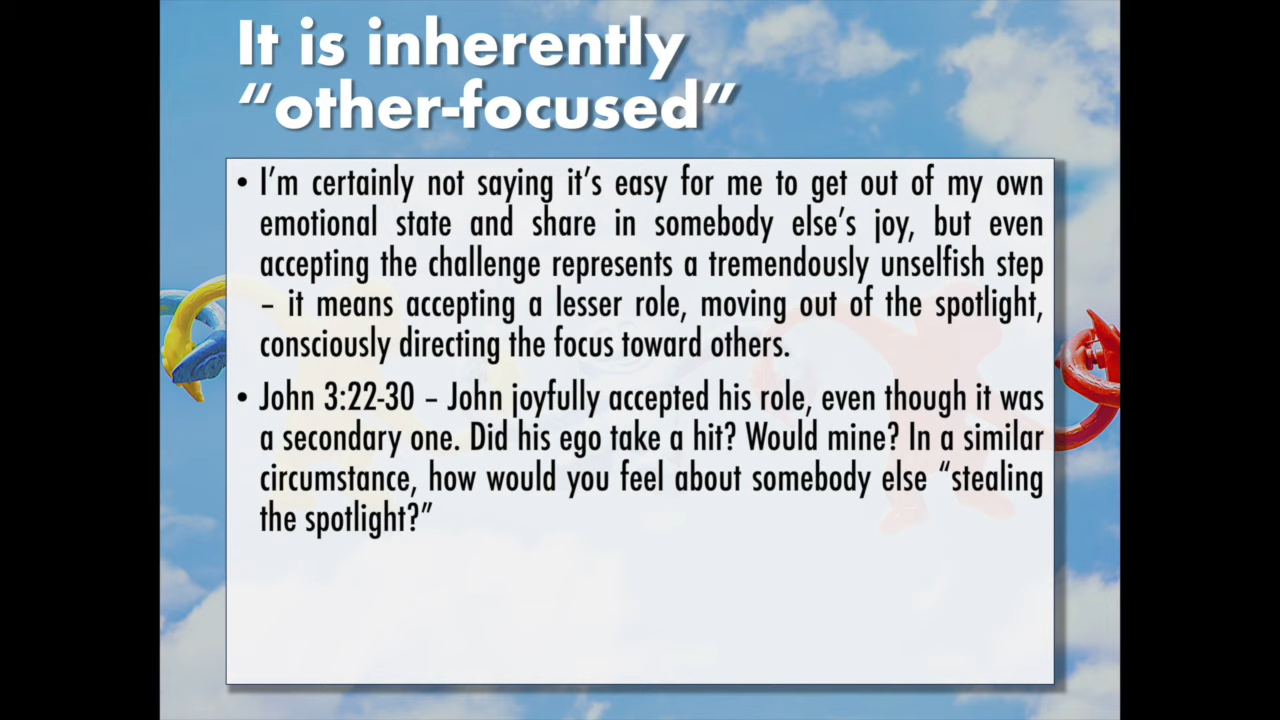 It is inherently
“other-focused”
• I’m certainly not saying it’s easy for me to get out of my own
emotional state and share in somebody else’s joy, but even
accepting the challenge represents a tremendously unselfish step
– it means accepting a lesser role, moving out of the spotlight,
consciously directing the focus toward others.
• John 3:22-30 – John joyfully accepted his role, even though it was
a secondary one. Did his ego take a hit? Would mine? In a similar
circumstance, how would you feel about somebody else “stealing
the spotlight?”